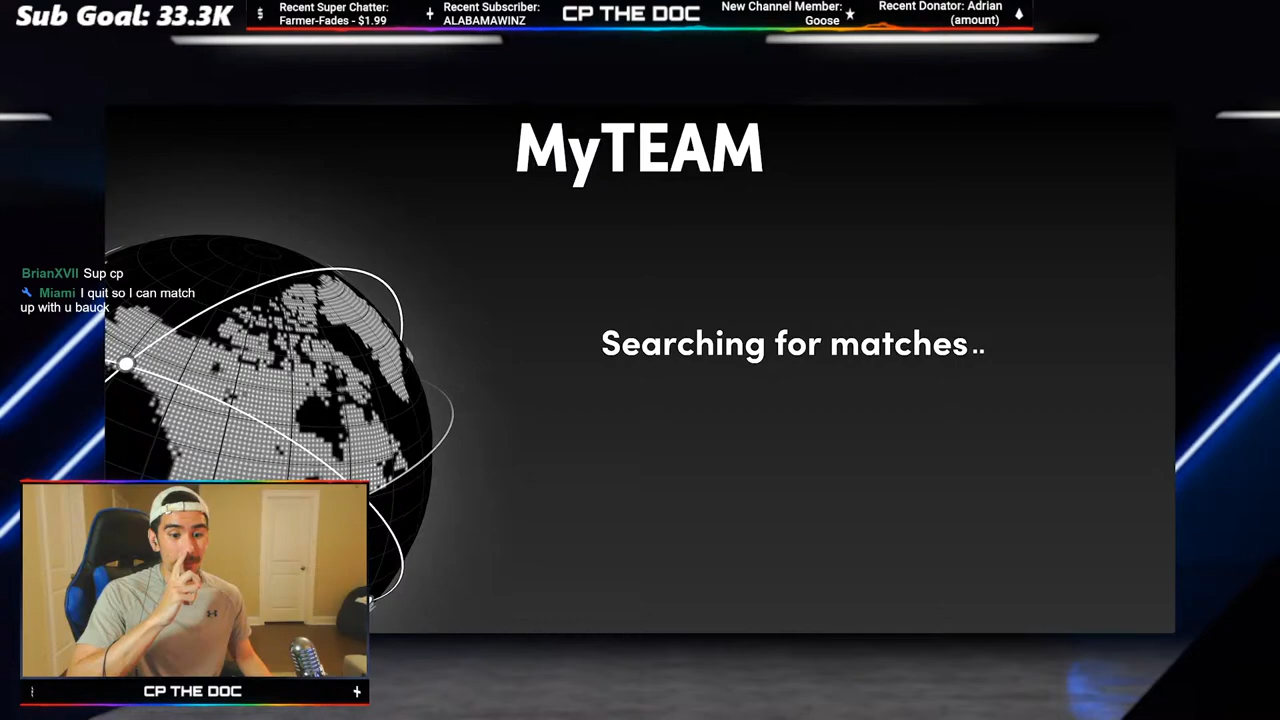 Sub Goal: 33.3K
$ Recent Super Chatter:
Farmer-Fades - $1.99
Recent Subscriber:
ALABAMAWINZ
CP THE DOC
New Channel Member:
Goose
Recent Donator: Adrian
(amount)
MyTEAM
BrianXVII Sup cp
Miami I quit so I can match
up with u bauck
Searching for matches..
CP THE DOC